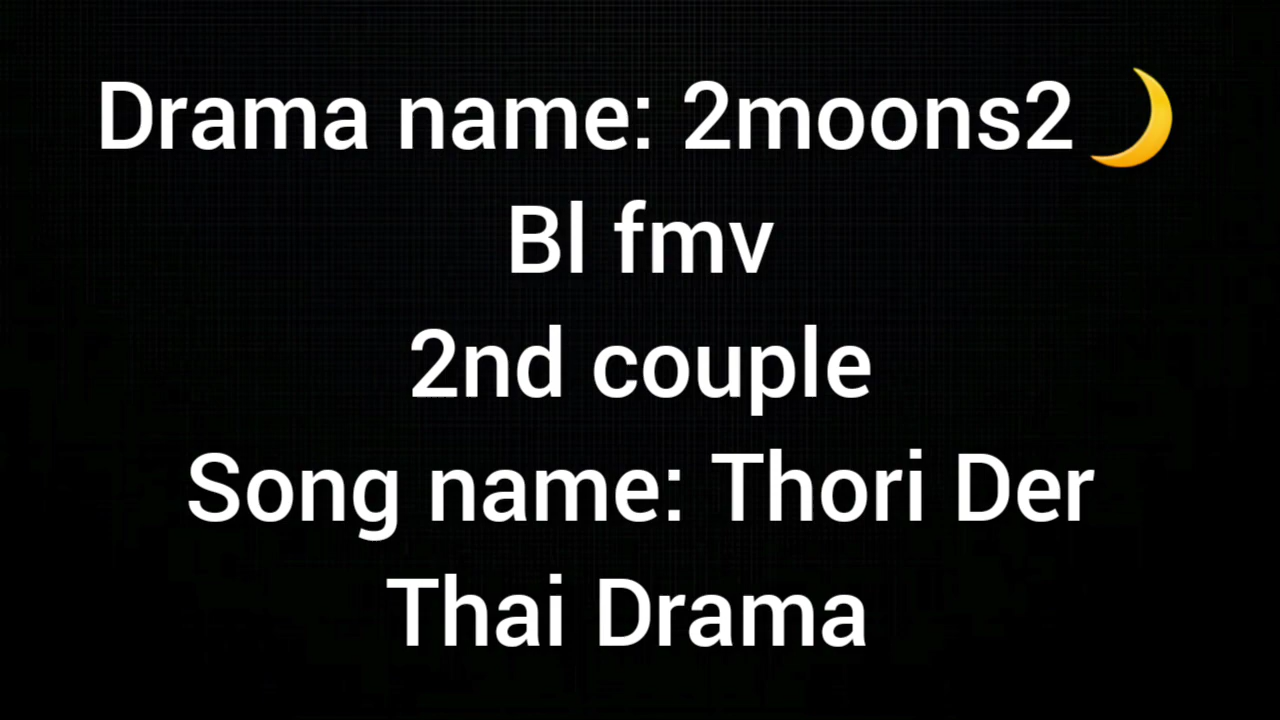 Drama name: 2moons2🌙
Bl fmv
2nd couple
Song name: Thori Der
Thai Drama